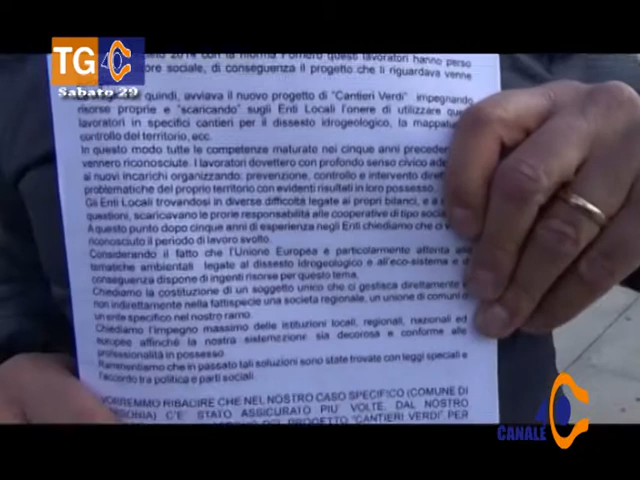 TG4C
Sabato 29
2014 con la riforma Fornero questi lavoratori hanno perso
ore sociale, di conseguenza il progetto che li riguardava venne
quindi, avviava il nuovo progetto di "Cantieri Verdi" impegnando
risorse proprie e "scaricando" sugli Enti Locali l'onere di utilizzare
lavoratori in specifici cantieri per il dissesto idrogeologico, la mappatu
controllo del territorio, ecc.
In questo modo tutte le competenze maturate nei cinque anni preceden
vennero riconosciute. I lavoratori dovettero con profondo senso civico ade
ai nuovi incarichi organizzando, prevenzione, controllo e intervento diret
problematiche del proprio territorio con evidenti risultati in loro possesso.
Gli Enti Locali trovandosi in diverse difficoltà legate ai propri bilanci, e a
questioni, scaricavano le proprie responsabilità alle cooperative di tipo socia
A questo punto dopo cinque anni di esperienza negli Enti chiediamo che ci v
riconosciuto il periodo di lavoro svolto.
Considerando il fatto che l'Unione Europea è particolarmente attenta alle
tematiche ambientali legate al dissesto idrogeologico e all'eco-sistema e
conseguenza dispone di ingenti risorse per questo tema,
Chiediamo la costituzione di un soggetto unico che ci gestisca direttamente e
non indirettamente nella fattispecie una società regionale, un unione di comuni o
un ente specifico nel nostro ramo.
Chiediamo l'impegno massimo delle istituzioni locali, regionali, nazionali ed
europee affinché la nostra sistemazione sia decorosa e conforme alle
professionalità in possesso.
Rammentiamo che in passato tali soluzioni sono state trovate con leggi speciali e
l'accordo tra politica e parti sociali.
VORREMMO RIBADIRE CHE NEL NOSTRO CASO SPECIFICO (COMUNE DI
C'E' STATO ASSICURATO PIU' VOLTE, DAL NOSTRO
DEL PROGETTO "CANTIERI VERDI" PER
CANALE 4C